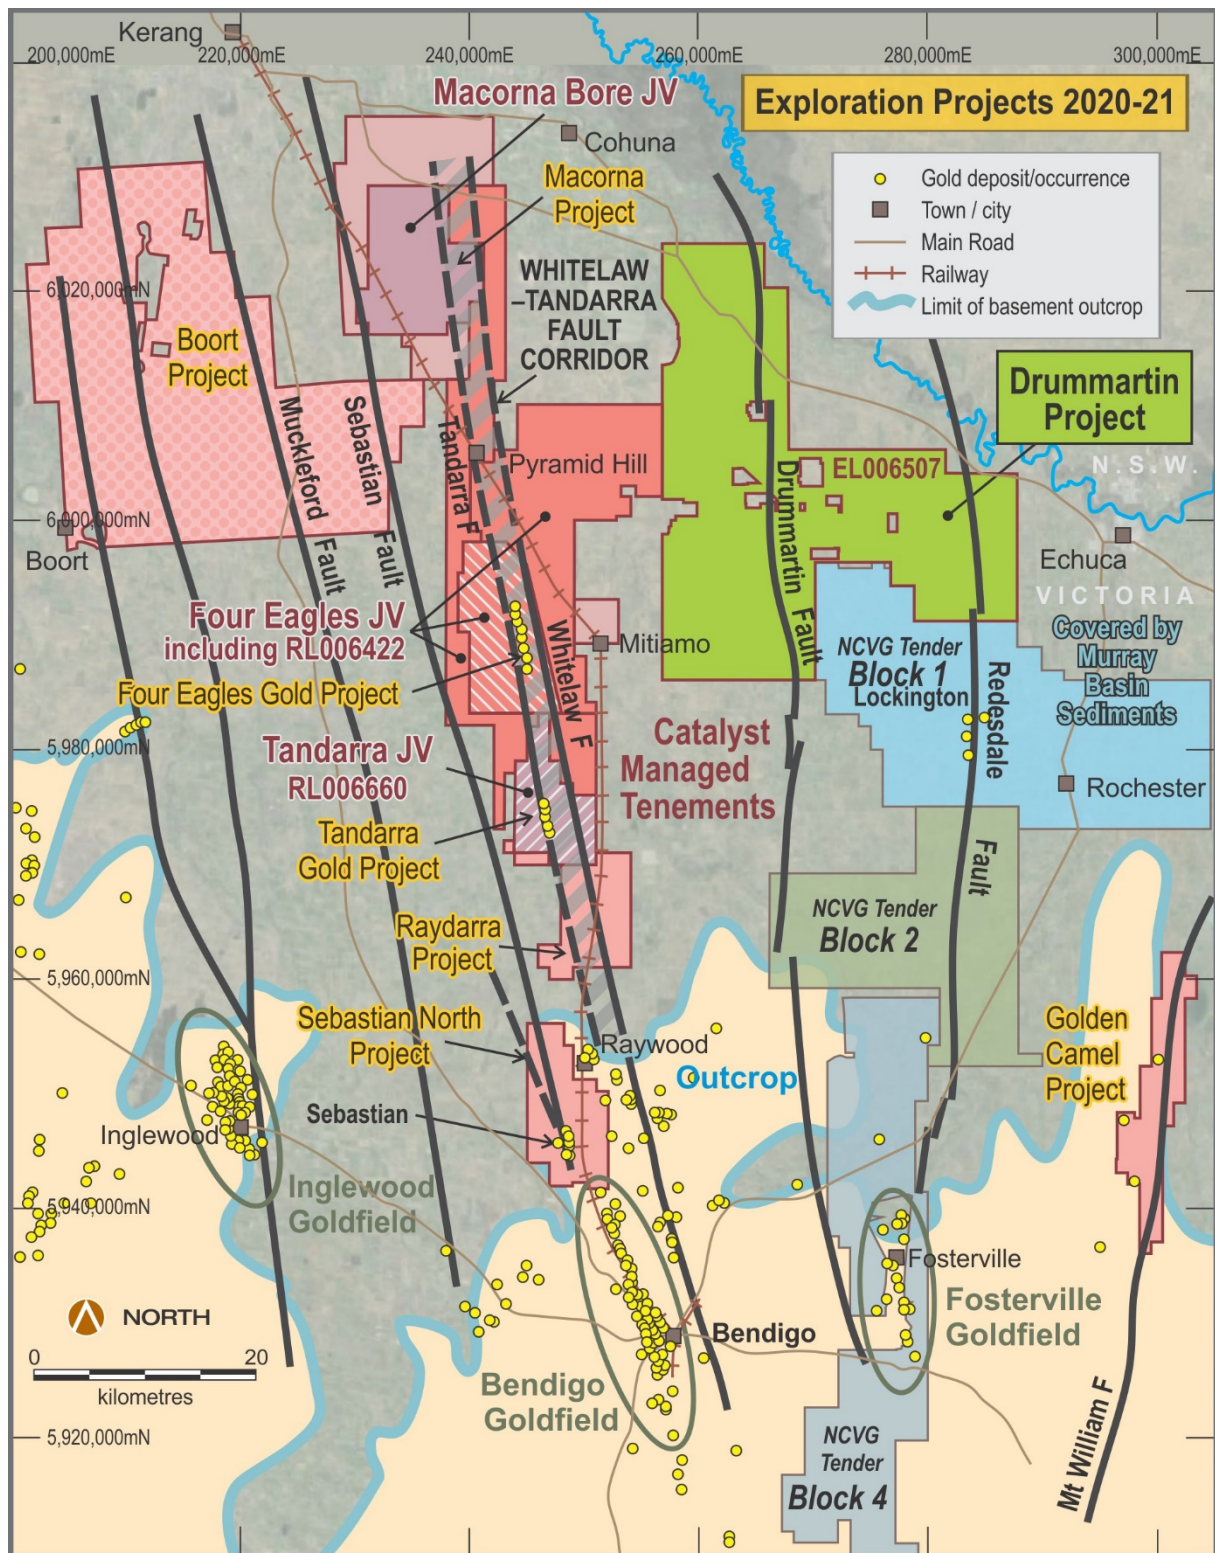 Kerang
200,000mE
220,000mE
240,000mE
260,000mE
280,000mE
300,000mE
Macorna Bore JV
Exploration Projects 2020-21
Cohuna
Macorna
Project
Gold deposit/occurrence
Town / city
Main Road
Railway
Limit of basement outcrop
WHITELAW
–TANDARRA
FAULT
CORRIDOR
6,020,000mN
Boort
Project
Drummartin
Project
Muckleford Fault
Sebastian Fault
Tandarra F
Pyramid Hill
Drummartin Fault
EL006507
N.S.W.
6,000,000mN
Boort
Echuca
VICTORIA
Four Eagles JV
including RL006422
Whitelaw F
Mitiamo
NCVG Tender
Block 1
Lockington
Redesdale Fault
Covered by
Murray
Basin
Sediments
Four Eagles Gold Project
5,980,000mN
Tandarra JV
RL006660
Catalyst
Managed
Tenements
Rochester
Tandarra
Gold Project
NCVG Tender
Block 2
Raydarra
Project
5,960,000mN
Sebastian North
Project
Raywood
Outcrop
Golden
Camel
Project
Sebastian
Inglewood
Inglewood
Goldfield
5,940,000mN
Fosterville
Fosterville
Goldfield
NORTH
0
20
kilometres
Bendigo
Bendigo
Goldfield
5,920,000mN
NCVG
Tender
Block 4
Mt William F